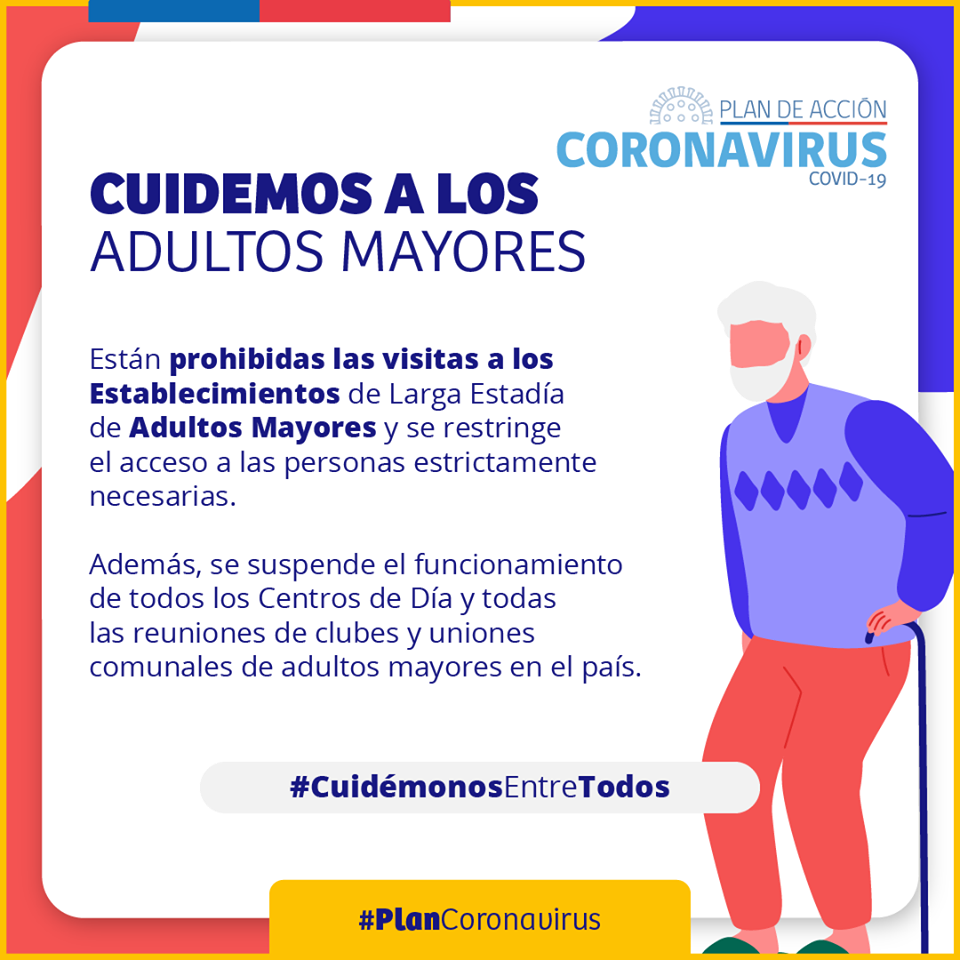 PLAN DE ACCIÓN
CORONAVIRUS
COVID-19
CUIDEMOS A LOS
ADULTOS MAYORES
Están prohibidas las visitas a los
Establecimientos de Larga Estadía
de Adultos Mayores y se restringe
el acceso a las personas estrictamente
necesarias.
Además, se suspende el funcionamiento
de todos los Centros de Día y todas
las reuniones de clubes y uniones
comunales de adultos mayores en el país.
#CuidémonosEntreTodos
#PlanCoronavirus